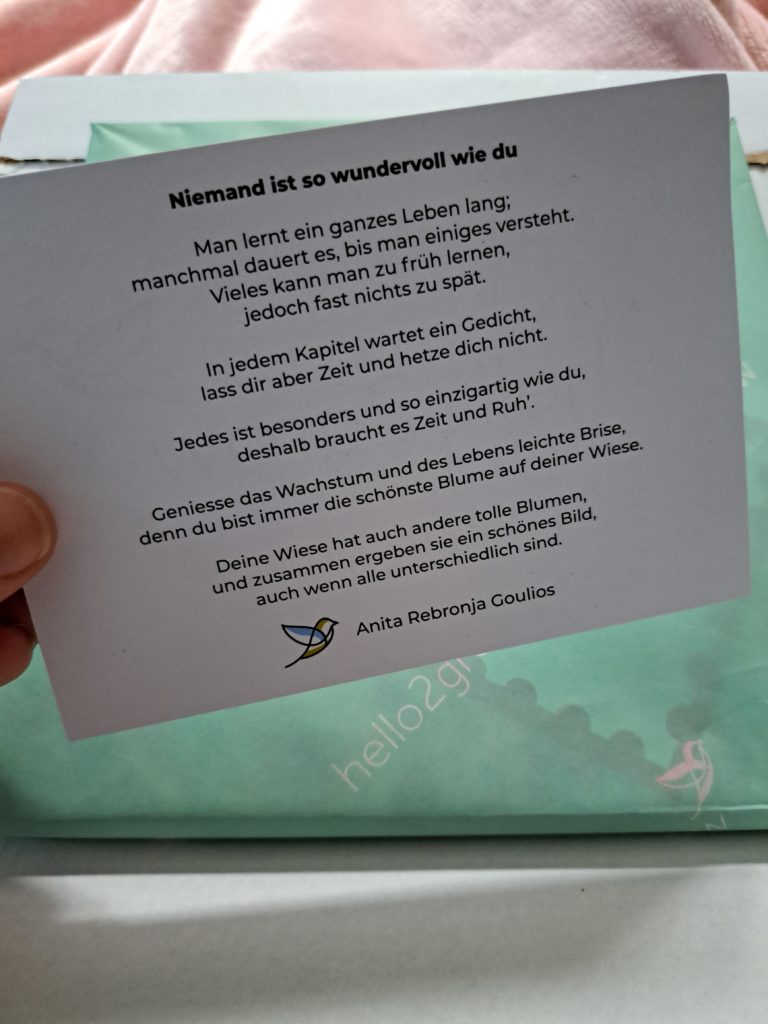 Niemand ist so wundervoll wie du
Man lernt ein ganzes Leben lang;
manchmal dauert es, bis man einiges versteht.
Vieles kann man zu früh lernen,
jedoch fast nichts zu spät.
In jedem Kapitel wartet ein Gedicht,
lass dir aber Zeit und hetze dich nicht.
Jedes ist besonders und so einzigartig wie du,
deshalb braucht es Zeit und Ruh’.
Geniesse das Wachstum und des Lebens leichte Brise,
denn du bist immer die schönste Blume auf deiner Wiese.
Deine Wiese hat auch andere tolle Blumen,
und zusammen ergeben sie ein schönes Bild,
auch wenn alle unterschiedlich sind.
Anita Rebronja Goulios
hello2gr